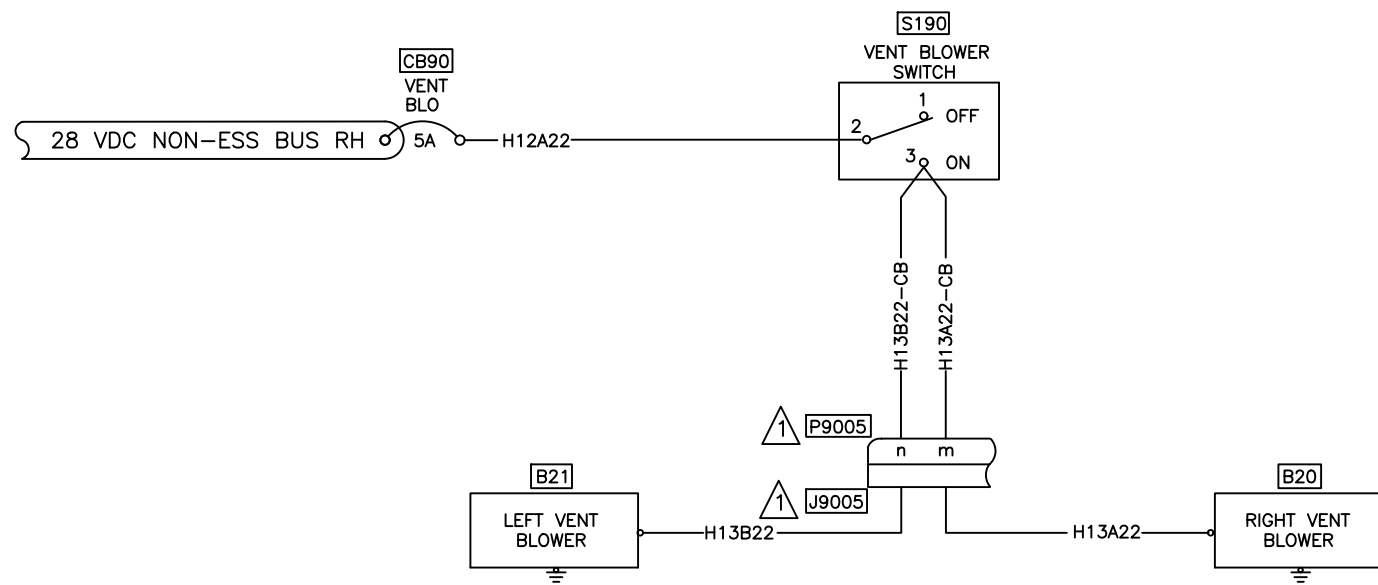 S190
VENT BLOWER
SWITCH
CB90
VENT
BLO
1
OFF
28 VDC NON-ESS BUS RH
5A
H12A22
2
3
ON
H13B22-CB
H13A22-CB
1
P9005
n
m
1
J9005
B21
LEFT VENT
BLOWER
H13B22
H13A22
B20
RIGHT VENT
BLOWER